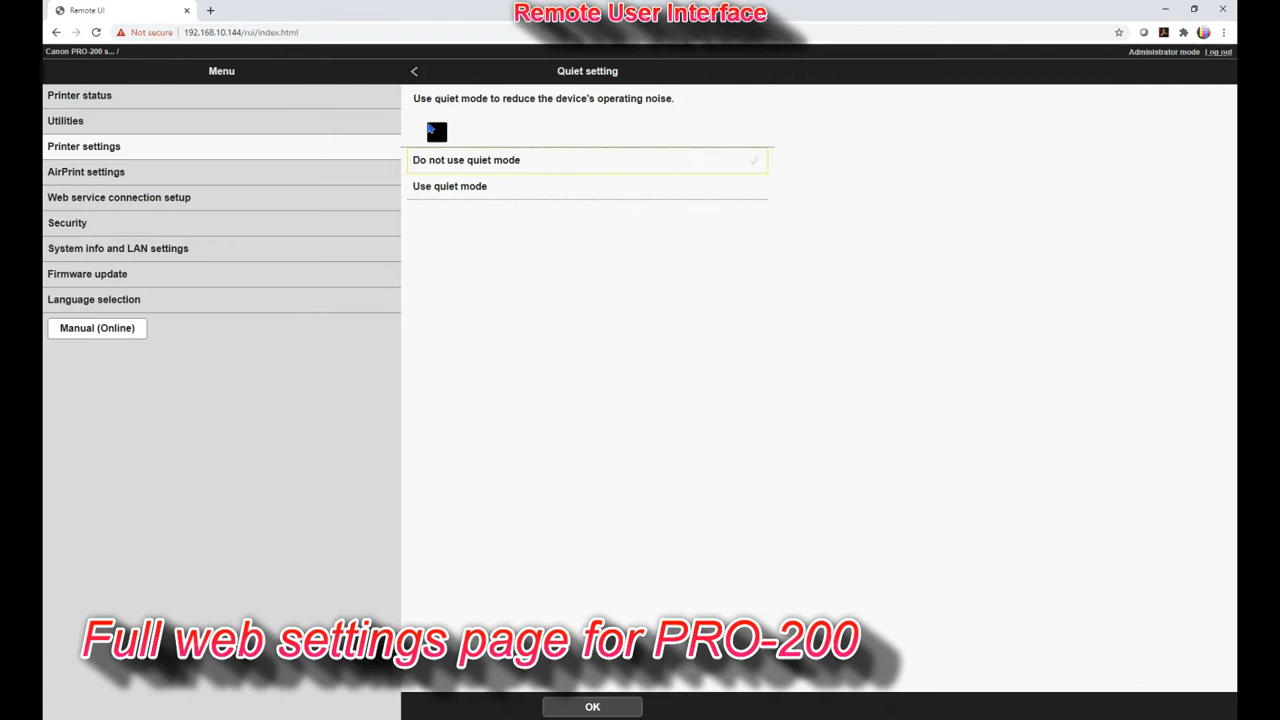 Remote UI
Remote User Interface
Not secure
192.168.10.144/rui/index.html
Canon PRO-200 s... /
Administrator mode
Log out
Menu
Quiet setting
Printer status
Utilities
Printer settings
AirPrint settings
Web service connection setup
Security
System info and LAN settings
Firmware update
Language selection
Manual (Online)
Use quiet mode to reduce the device's operating noise.
Do not use quiet mode
Use quiet mode
Full web settings page for PRO-200
OK